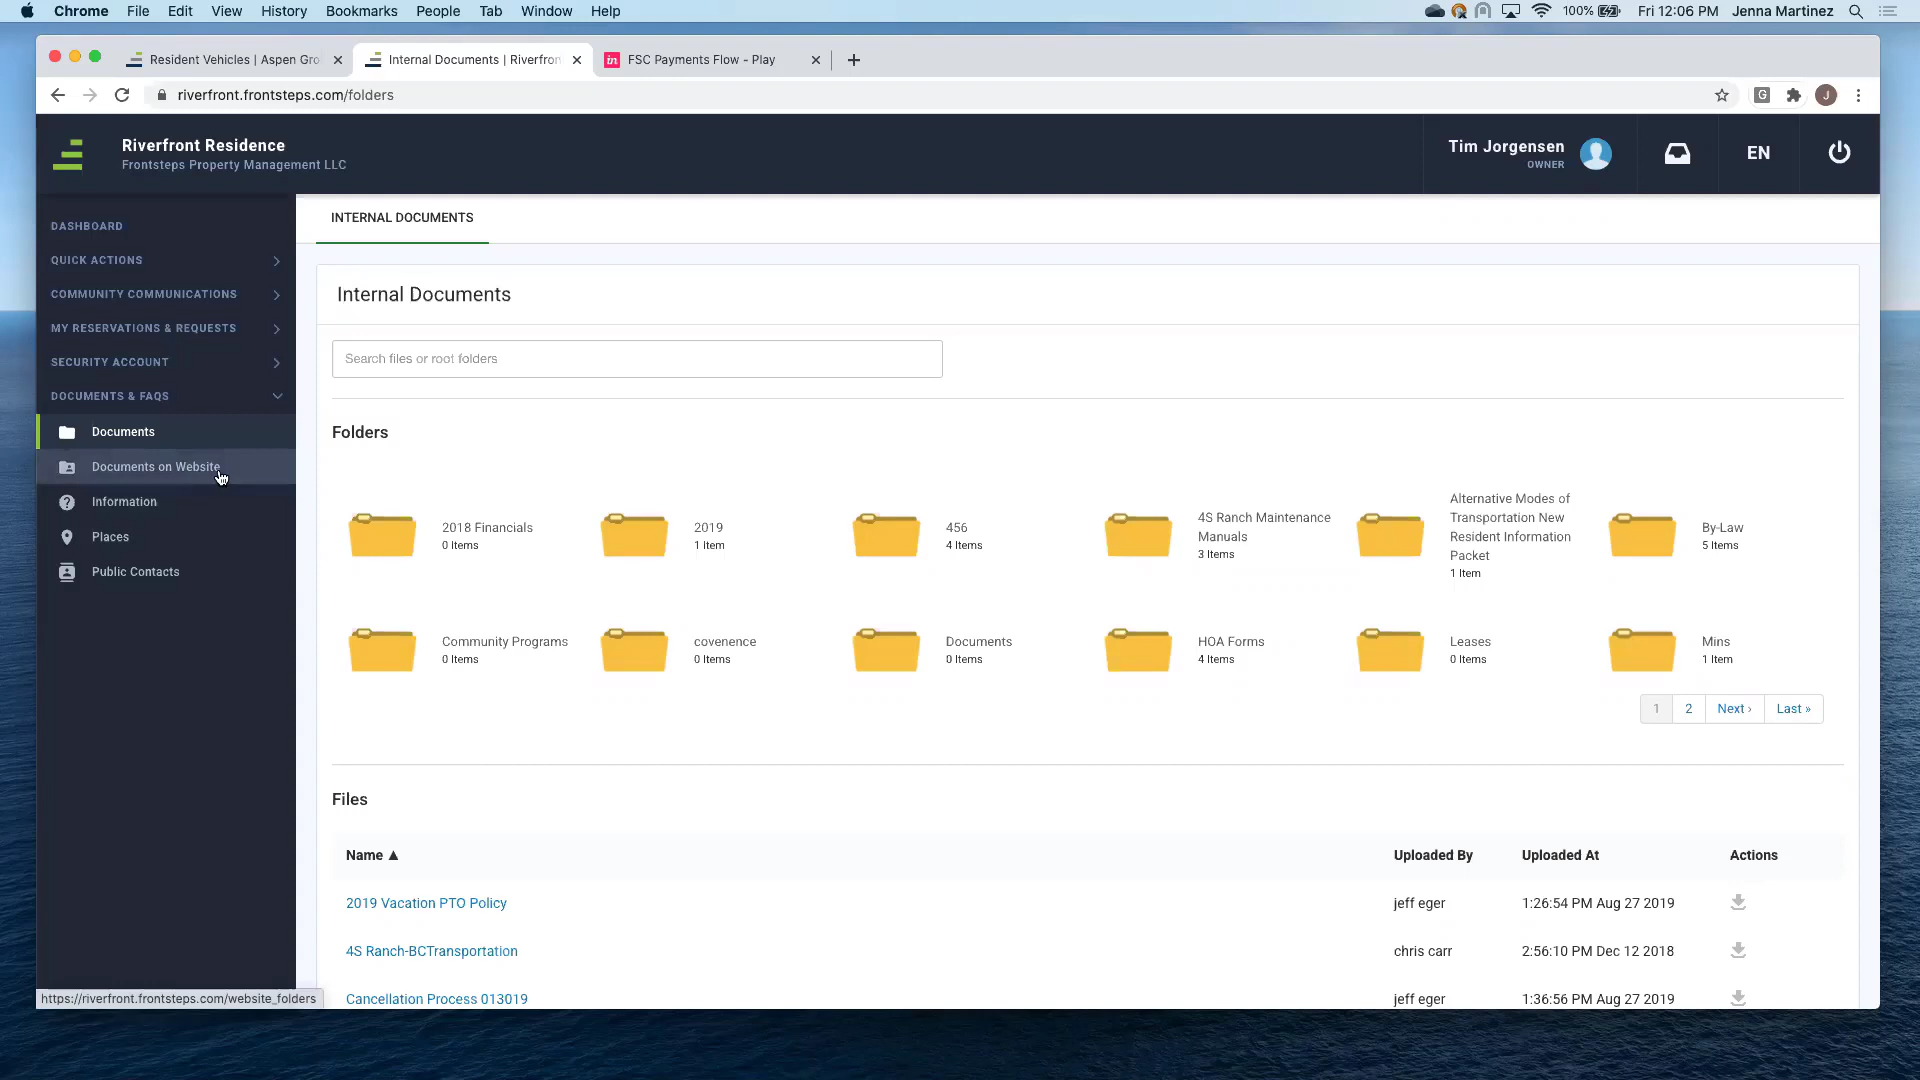 Chrome File Edit View History Bookmarks People Tab Window Help 100% Fri 12:06 PM Jenna Martinez
Resident Vehicles | Aspen Gro Internal Documents | Riverfron FSC Payments Flow - Play
riverfront.frontsteps.com/folders
Riverfront Residence
Frontsteps Property Management LLC
Tim Jorgensen
OWNER
EN
DASHBOARD
QUICK ACTIONS
COMMUNITY COMMUNICATIONS
MY RESERVATIONS & REQUESTS
SECURITY ACCOUNT
DOCUMENTS & FAQS
Documents
Documents on Website
Information
Places
Public Contacts
INTERNAL DOCUMENTS
Internal Documents
Search files or root folders
Folders
2018 Financials
0 Items
2019
1 Item
456
4 Items
4S Ranch Maintenance
Manuals
3 Items
Alternative Modes of
Transportation New
Resident Information
Packet
1 Item
By-Law
5 Items
Community Programs
0 Items
covenence
0 Items
Documents
0 Items
HOA Forms
4 Items
Leases
0 Items
Mins
1 Item
1 2 Next › Last »
Files
Name ▲ Uploaded By Uploaded At Actions
2019 Vacation PTO Policy jeff eger 1:26:54 PM Aug 27 2019
4S Ranch-BCTransportation chris carr 2:56:10 PM Dec 12 2018
Cancellation Process 013019 jeff eger 1:36:56 PM Aug 27 2019
https://riverfront.frontsteps.com/website_folders